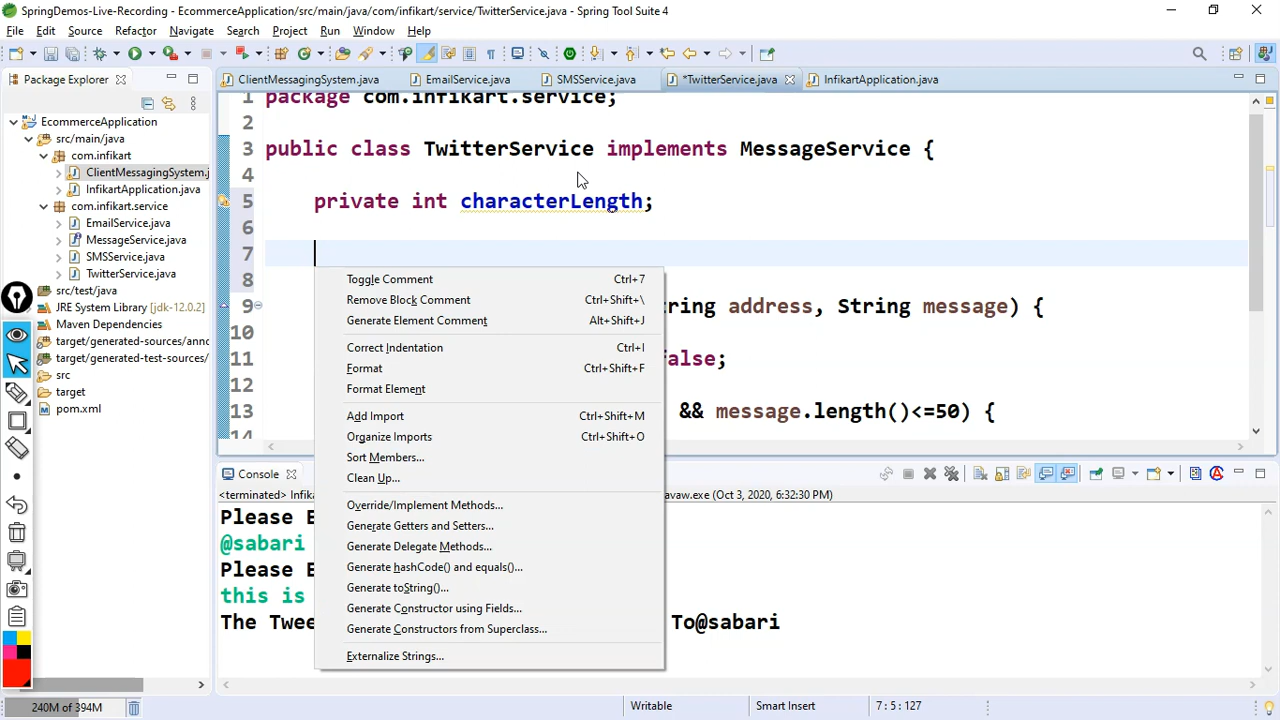 SpringDemos-Live-Recording - EcommerceApplication/src/main/java/com/infikart/service/TwitterService.java - Spring Tool Suite 4
File Edit Source Refactor Navigate Search Project Run Window Help
Package Explorer
ClientMessagingSystem.java EmailService.java SMSService.java *TwitterService.java InfikartApplication.java
EcommerceApplication
src/main/java
com.infikart
ClientMessagingSystem.j
InfikartApplication.java
com.infikart.service
EmailService.java
MessageService.java
SMSService.java
TwitterService.java
src/test/java
JRE System Library [jdk-12.0.2]
Maven Dependencies
target/generated-sources/anno
target/generated-test-sources/
src
target
pom.xml
1 package com.infikart.service;
2
3 public class TwitterService implements MessageService {
4
5 private int characterLength;
6
7
8
9 ring address, String message) {
10
11 false;
12
13 && message.length()<=50) {
14
Toggle Comment Ctrl+7
Remove Block Comment Ctrl+Shift+\
Generate Element Comment Alt+Shift+J
Correct Indentation Ctrl+I
Format Ctrl+Shift+F
Format Element
Add Import Ctrl+Shift+M
Organize Imports Ctrl+Shift+O
Sort Members...
Clean Up...
Override/Implement Methods...
Generate Getters and Setters...
Generate Delegate Methods...
Generate hashCode() and equals()...
Generate toString()...
Generate Constructor using Fields...
Generate Constructors from Superclass...
Externalize Strings...
Console
<terminated> Infik avaw.exe (Oct 3, 2020, 6:32:30 PM)
Please E
@sabari
Please E
this is
The Twee To@sabari
240M of 394M Writable Smart Insert 7 : 5 : 127